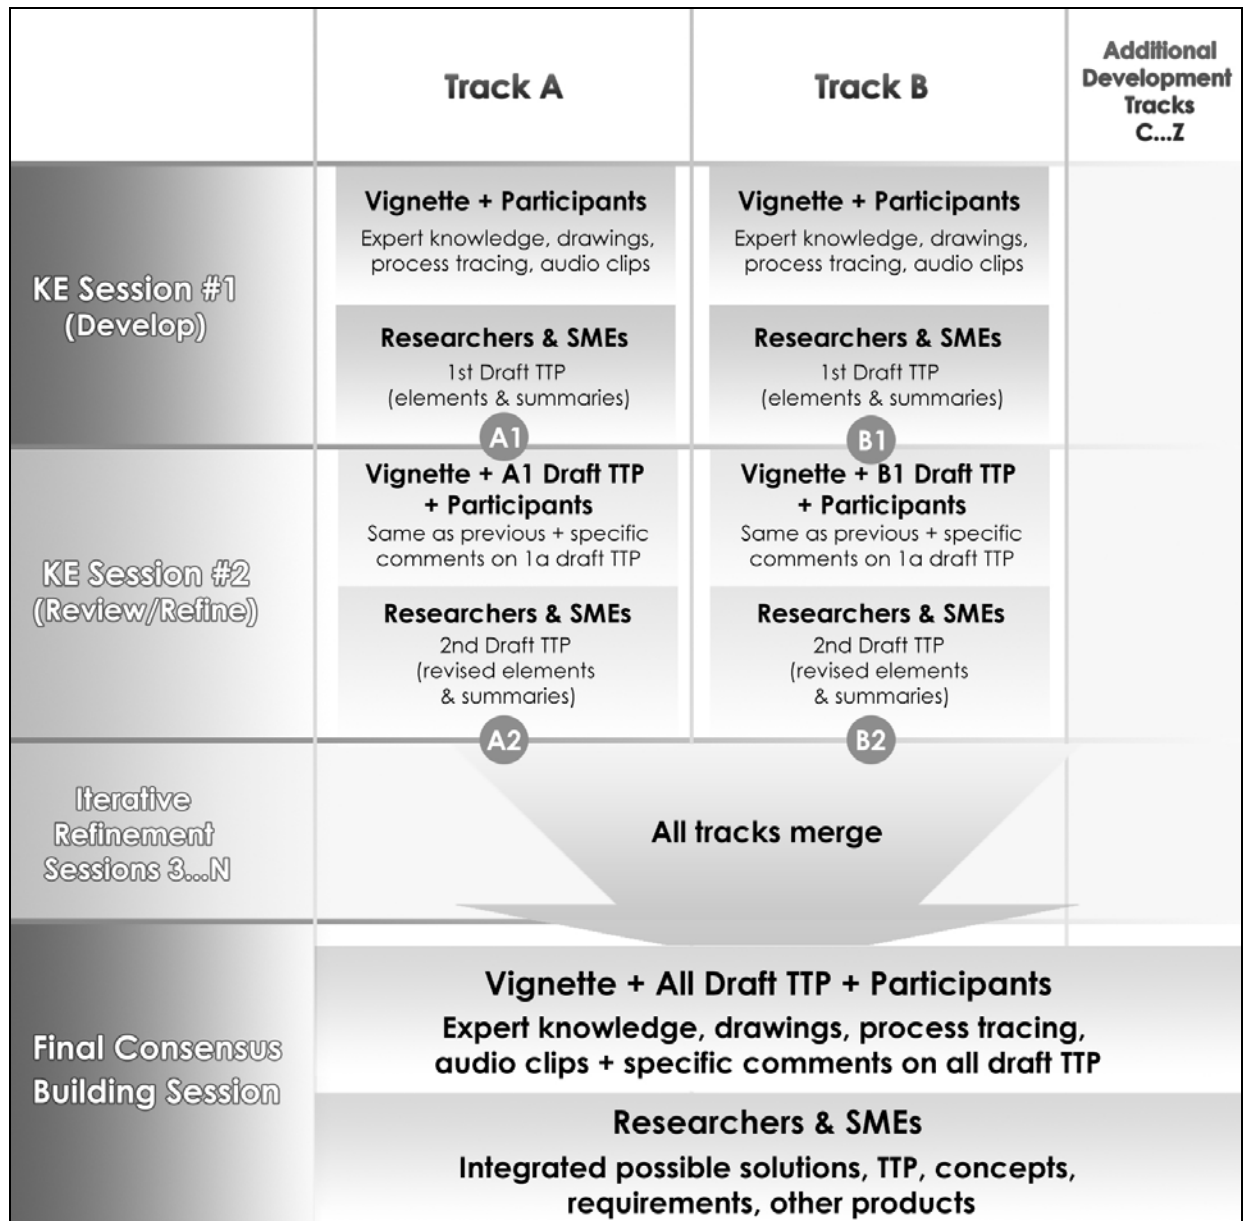 Track A
Track B
Additional
Development
Tracks
C...Z
KE Session #1
(Develop)
Vignette + Participants
Expert knowledge, drawings,
process tracing, audio clips
Researchers & SMEs
1st Draft TTP
(elements & summaries)
A1
Vignette + Participants
Expert knowledge, drawings,
process tracing, audio clips
Researchers & SMEs
1st Draft TTP
(elements & summaries)
B1
KE Session #2
(Review/Refine)
Vignette + A1 Draft TTP
+ Participants
Same as previous + specific
comments on 1a draft TTP
Researchers & SMEs
2nd Draft TTP
(revised elements
& summaries)
A2
Vignette + B1 Draft TTP
+ Participants
Same as previous + specific
comments on 1a draft TTP
Researchers & SMEs
2nd Draft TTP
(revised elements
& summaries)
B2
Iterative
Refinement
Sessions 3...N
All tracks merge
Final Consensus
Building Session
Vignette + All Draft TTP + Participants
Expert knowledge, drawings, process tracing,
audio clips + specific comments on all draft TTP
Researchers & SMEs
Integrated possible solutions, TTP, concepts,
requirements, other products